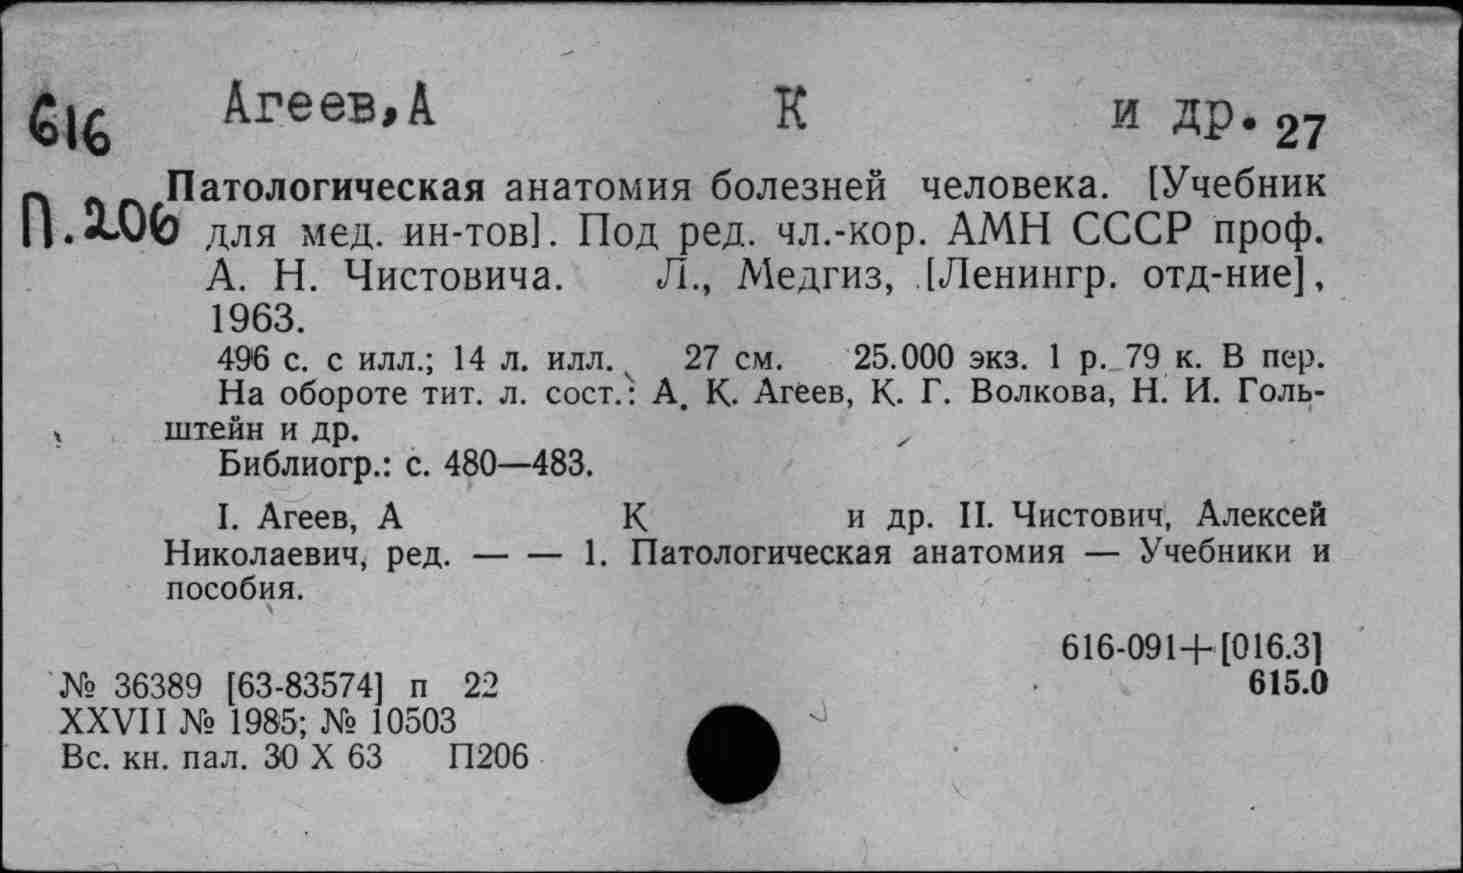 616 Агеев,А К и др. 27
Патологическая анатомия болезней человека. [Учебник
П.206 для мед. ин-тов]. Под ред. чл.-кор. АМН СССР проф.
А. Н. Чистовича. Л., Медгиз, [Ленингр. отд-ние],
1963.
496 с. с илл.; 14 л. илл. 27 см. 25.000 экз. 1 р. 79 к. В пер.
На обороте тит. л. сост.: А. К. Агеев, К. Г. Волкова, Н. И. Голь-
штейн и др.
Библиогр.: с. 480—483.
I. Агеев, А К и др. II. Чистович, Алексей
Николаевич, ред. — — 1. Патологическая анатомия — Учебники и
пособия.
616-091+[016.3]
№ 36389 [63-83574] п 22 615.0
XXVII № 1985; № 10503
Вс. кн. пал. 30 X 63 П206